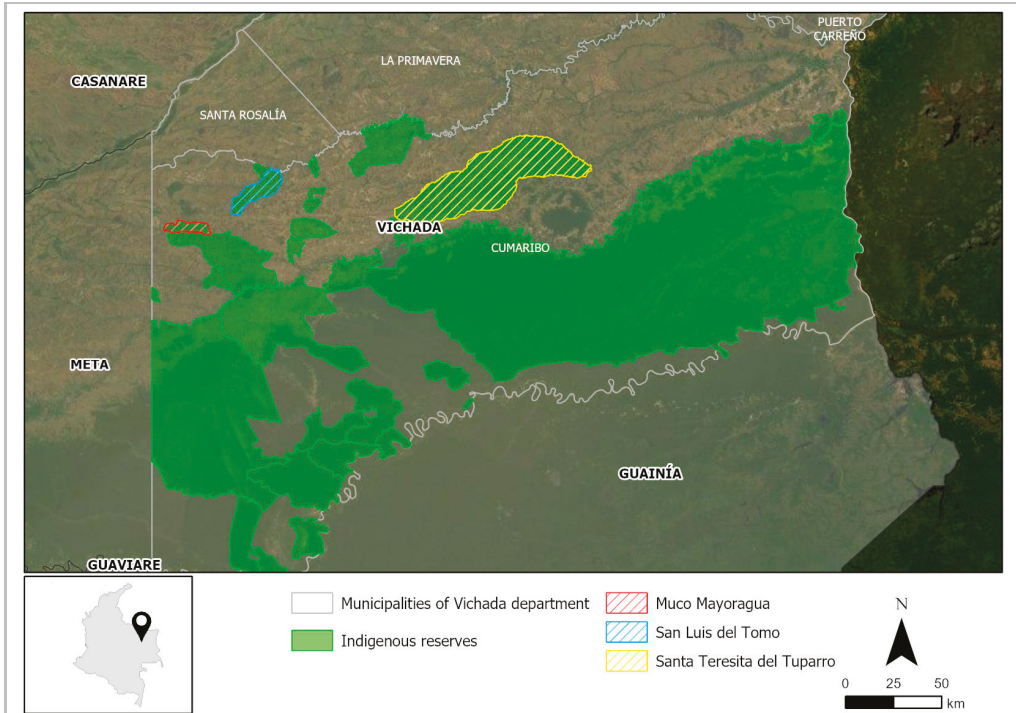 PUERTO
CARREÑO
LA PRIMAVERA
CASANARE
SANTA ROSALÍA
VICHADA
CUMARIBO
META
GUAINÍA
GUAVIARE
Municipalities of Vichada department
Indigenous reserves
Muco Mayoragua
San Luis del Tomo
Santa Teresita del Tuparro
N
0 25 50
km